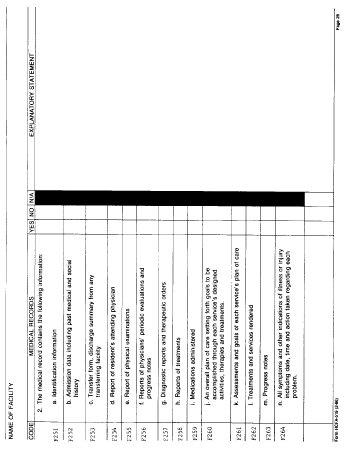 NAME OF FACILITY
CODE MEDICAL RECORDS YES NO N/A EXPLANATORY STATEMENT
2. The medical record contains the following information:
F251 a. Identification information
F252 b. Admission data including past medical and social
history
F253 c. Transfer form, discharge summary from any
transferring facility
F254 d. Report of resident's attending physician
F255 e. Report of physical examinations
F256 f. Reports of physicians' periodic evaluations and
progress notes
F257 g. Diagnostic reports and therapeutic orders
F258 h. Reports of treatments
F259 i. Medications administered
F260 j. An overall plan of care setting forth goals to be
accomplished through each service's designed
activities, therapies and treatments.
F261 k. Assessments and goals of each service's plan of care
F262 l. Treatments and services rendered
F263 m. Progress notes
F264 n. All symptoms and other indications of illness or injury
including date, time and action taken regarding each
problem.
Form HCFA-519 (2-86)
Page 26